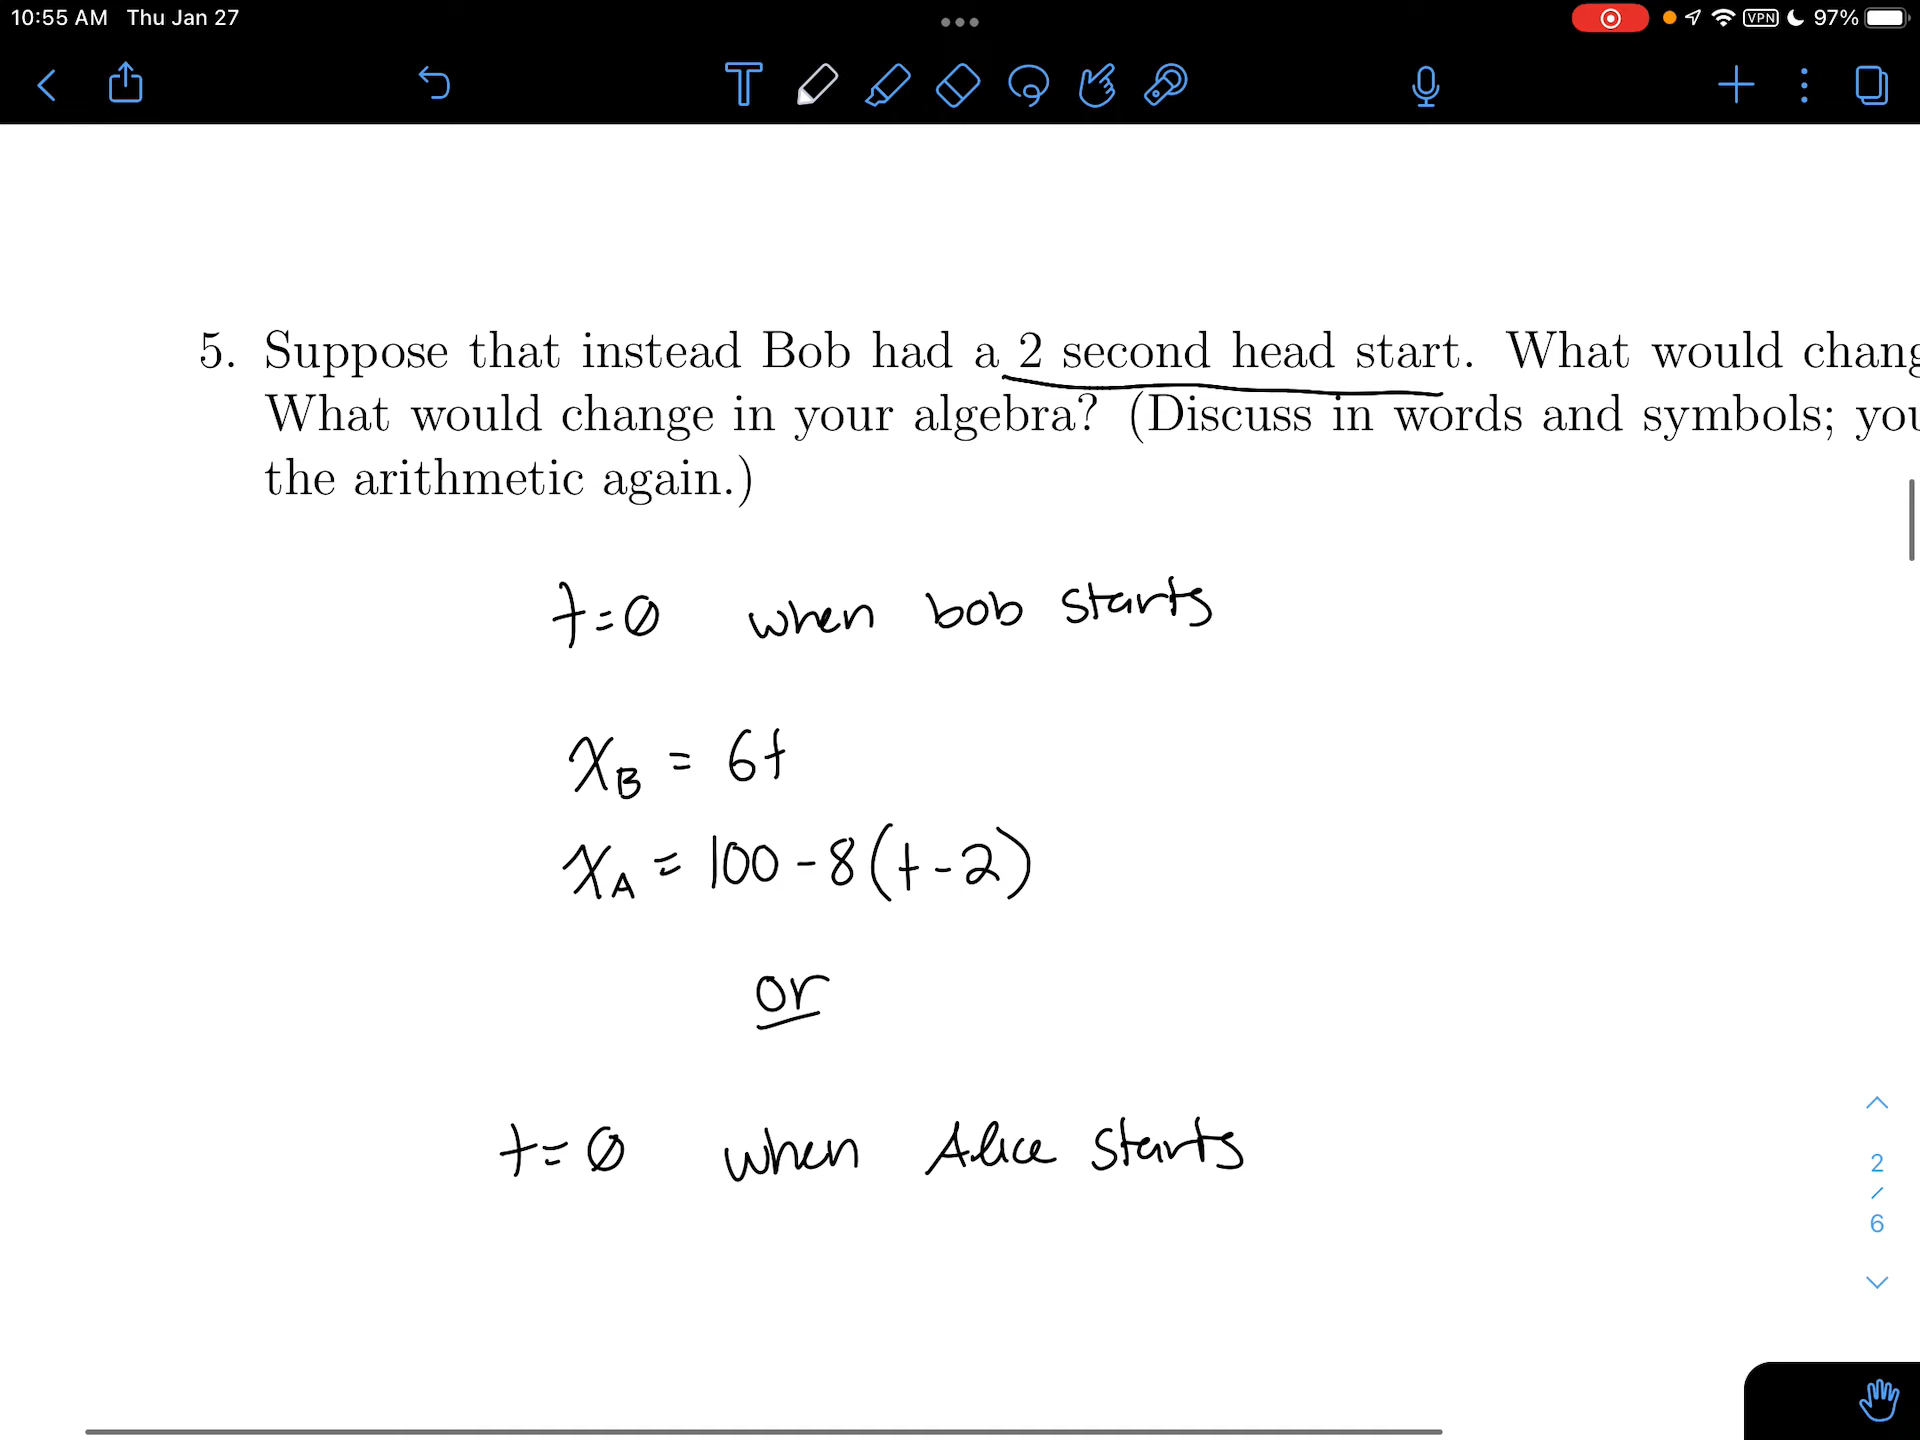 10:55 AM Thu Jan 27
VPN 97%
T
5. Suppose that instead Bob had a 2 second head start. What would chang
What would change in your algebra? (Discuss in words and symbols; you
the arithmetic again.)
t=0 when bob starts
x_B = 6t
x_A = 100-8(t-2)
or
t=0 when Alice starts
2
/
6